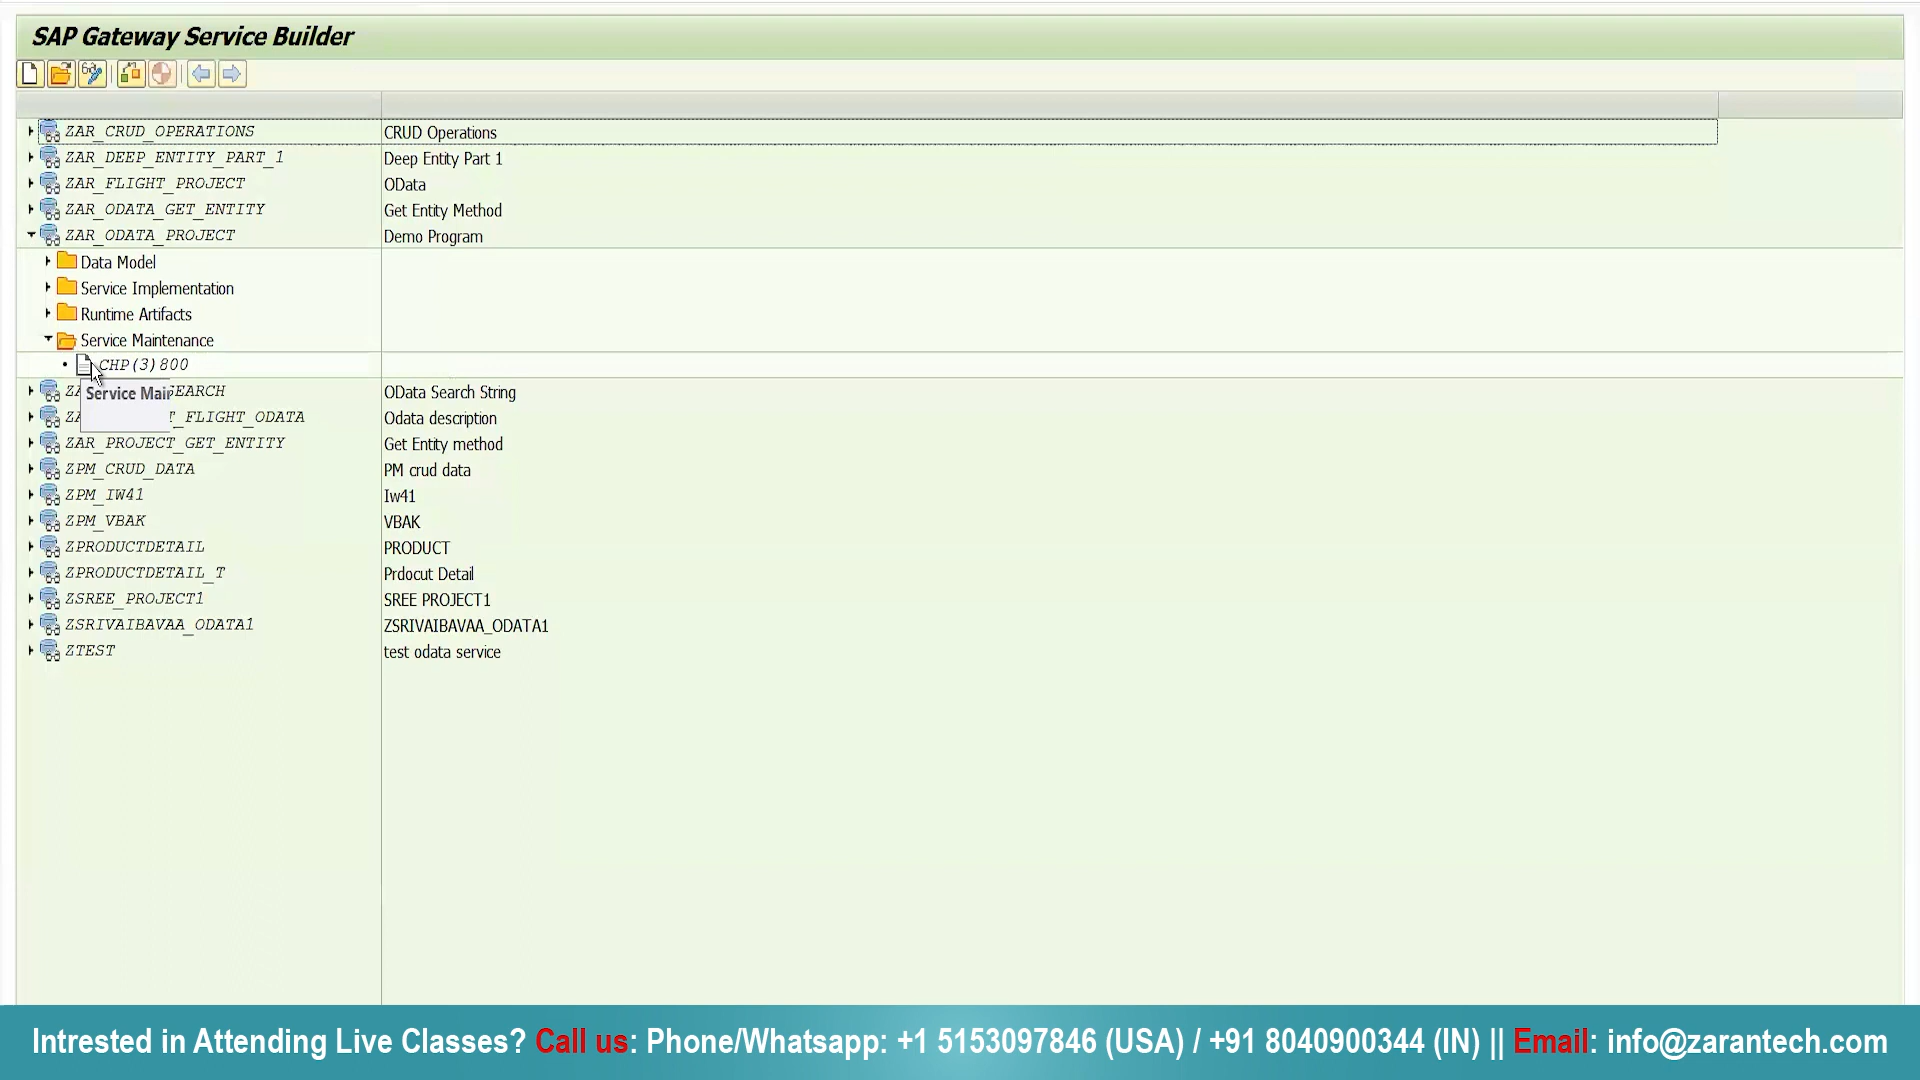 SAP Gateway Service Builder
ZAR_CRUD_OPERATIONS CRUD Operations
ZAR_DEEP_ENTITY_PART_1 Deep Entity Part 1
ZAR_FLIGHT_PROJECT OData
ZAR_ODATA_GET_ENTITY Get Entity Method
ZAR_ODATA_PROJECT Demo Program
Data Model
Service Implementation
Runtime Artifacts
Service Maintenance
CHP(3)800
Service Mai
SEARCH OData Search String
_FLIGHT_ODATA Odata description
ZAR_PROJECT_GET_ENTITY Get Entity method
ZPM_CRUD_DATA PM crud data
ZPM_IW41 Iw41
ZPM_VBAK VBAK
ZPRODUCTDETAIL PRODUCT
ZPRODUCTDETAIL_T Prdocut Detail
ZSREE_PROJECT1 SREE PROJECT1
ZSRIVAIBAVAA_ODATA1 ZSRIVAIBAVAA_ODATA1
ZTEST test odata service
Intrested in Attending Live Classes? Call us: Phone/Whatsapp: +1 5153097846 (USA) / +91 8040900344 (IN) || Email: info@zarantech.com